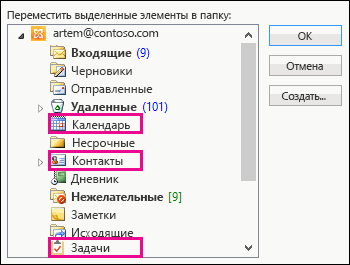 Переместить выделенные элементы в папку:
artem@contoso.com
Входящие (9)
Черновики
Отправленные
Удаленные (101)
Календарь
Несрочные
Контакты
Дневник
Нежелательные [9]
Заметки
Исходящие
Задачи
ОК
Отмена
Создать...